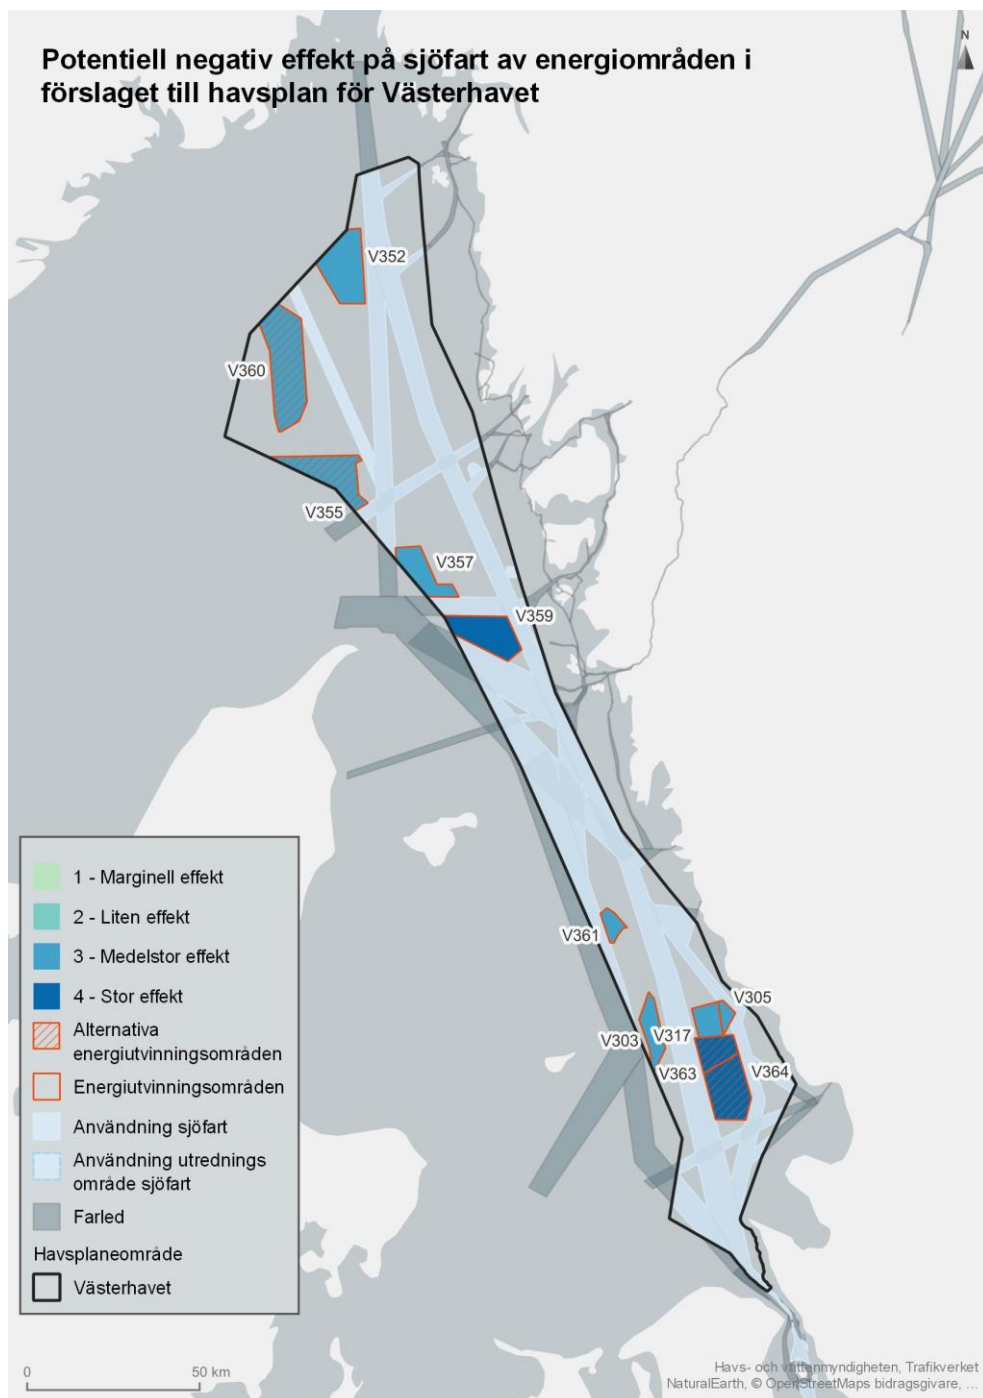 Potentiell negativ effekt på sjöfart av energiområden i
förslaget till havsplan för Västerhavet
N
V352
V360
V355
V357
V359
V361
V305
V303
V317
V363
V364
1 - Marginell effekt
2 - Liten effekt
3 - Medelstor effekt
4 - Stor effekt
Alternativa
energiutvinningsområden
Energiutvinningsområden
Användning sjöfart
Användning utrednings
område sjöfart
Farled
Havsplaneområde
Västerhavet
0 50 km
Havs- och vattenmyndigheten, Trafikverket
NaturalEarth, © OpenStreetMaps bidragsgivare, ...